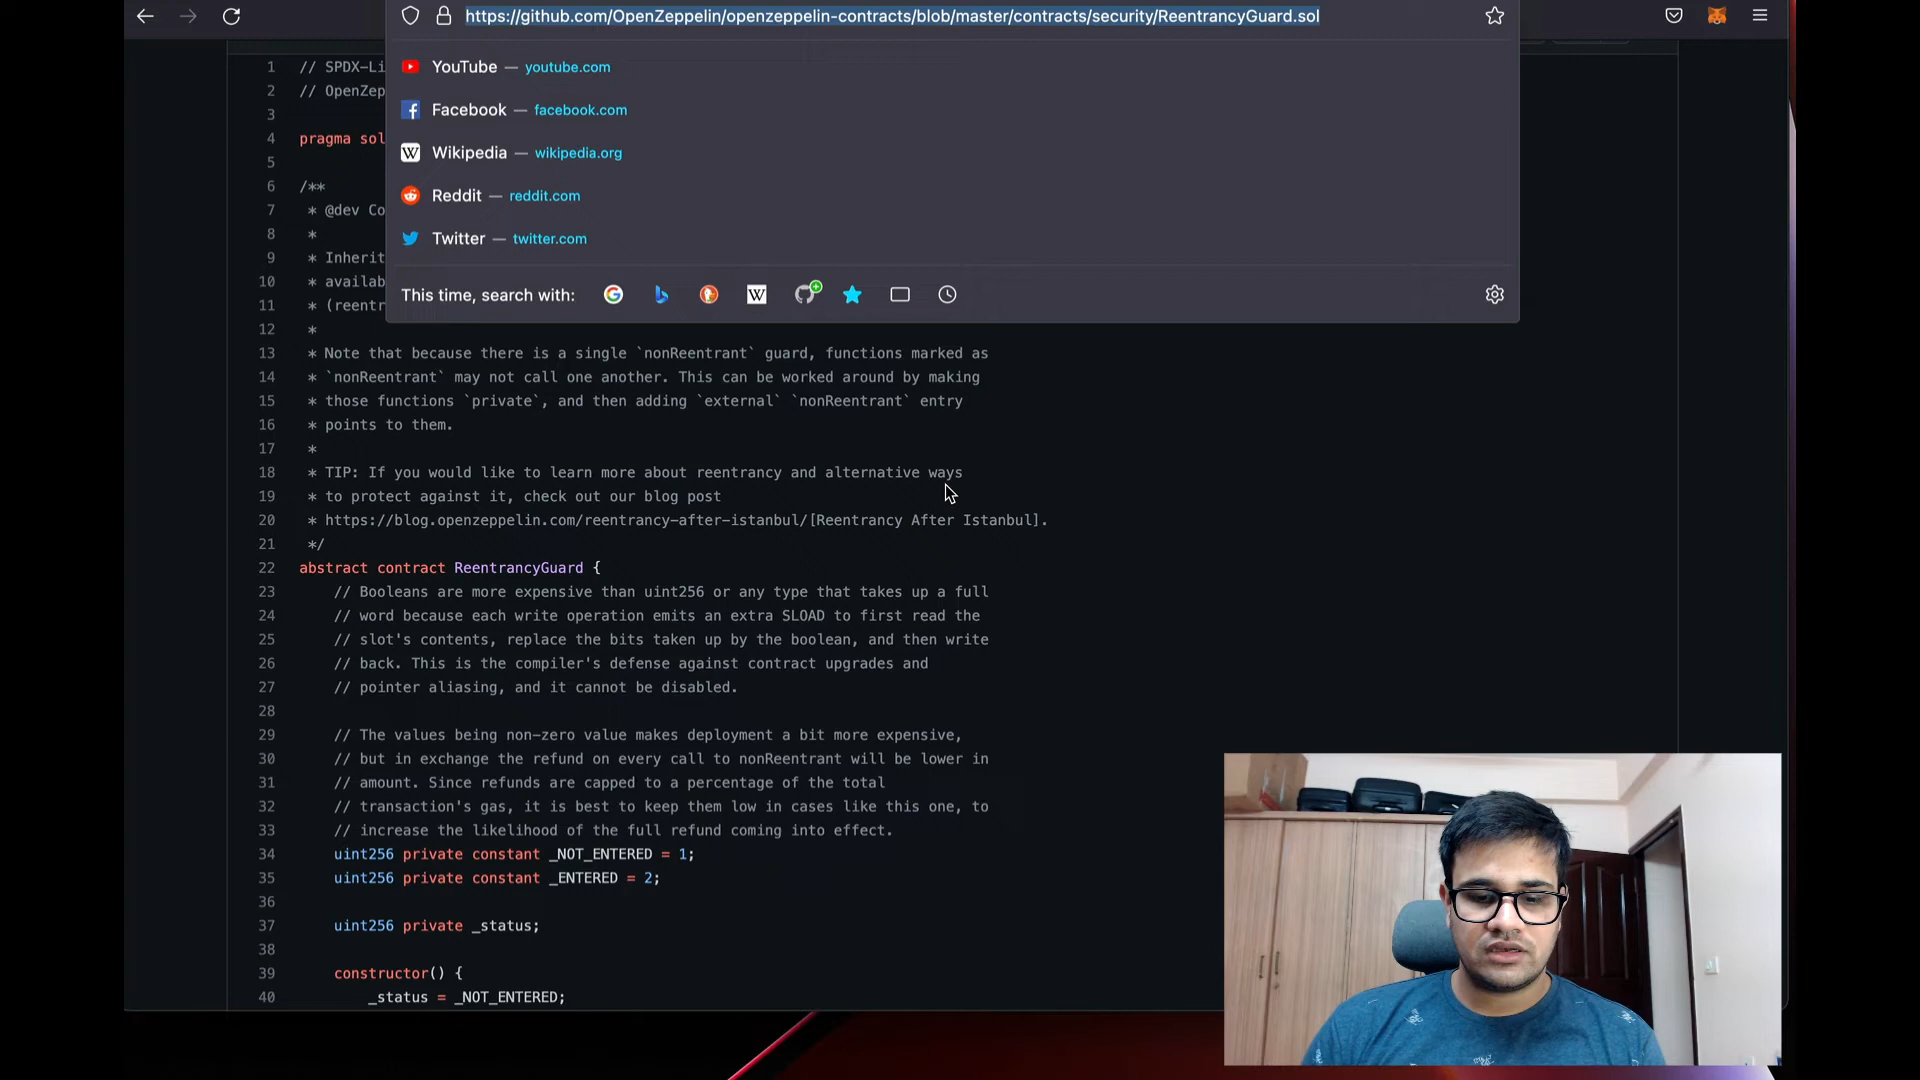 https://github.com/OpenZeppelin/openzeppelin-contracts/blob/master/contracts/security/ReentrancyGuard.sol
YouTube — youtube.com
Facebook — facebook.com
Wikipedia — wikipedia.org
Reddit — reddit.com
Twitter — twitter.com
This time, search with:
1 // SPDX-Li
2 // OpenZep
3
4 pragma sol
5
6 /**
7 * @dev Co
8 *
9 * Inherit
10 * availab
11 * (reentr
12 *
13 * Note that because there is a single `nonReentrant` guard, functions marked as
14 * `nonReentrant` may not call one another. This can be worked around by making
15 * those functions `private`, and then adding `external` `nonReentrant` entry
16 * points to them.
17 *
18 * TIP: If you would like to learn more about reentrancy and alternative ways
19 * to protect against it, check out our blog post
20 * https://blog.openzeppelin.com/reentrancy-after-istanbul/[Reentrancy After Istanbul].
21 */
22 abstract contract ReentrancyGuard {
23 // Booleans are more expensive than uint256 or any type that takes up a full
24 // word because each write operation emits an extra SLOAD to first read the
25 // slot's contents, replace the bits taken up by the boolean, and then write
26 // back. This is the compiler's defense against contract upgrades and
27 // pointer aliasing, and it cannot be disabled.
28
29 // The values being non-zero value makes deployment a bit more expensive,
30 // but in exchange the refund on every call to nonReentrant will be lower in
31 // amount. Since refunds are capped to a percentage of the total
32 // transaction's gas, it is best to keep them low in cases like this one, to
33 // increase the likelihood of the full refund coming into effect.
34 uint256 private constant _NOT_ENTERED = 1;
35 uint256 private constant _ENTERED = 2;
36
37 uint256 private _status;
38
39 constructor() {
40 _status = _NOT_ENTERED;